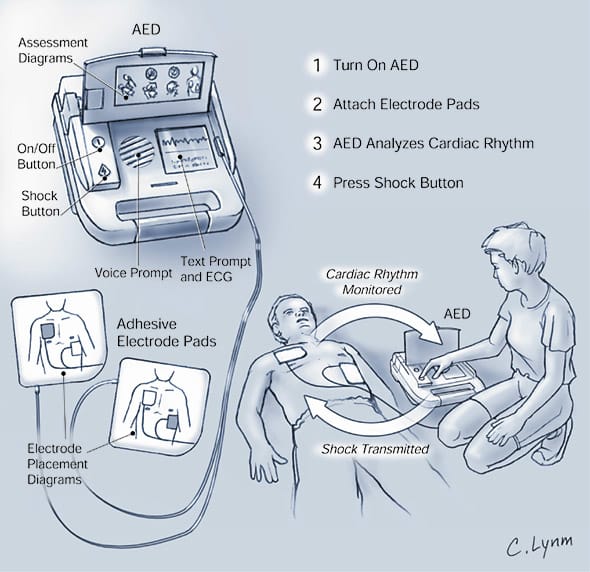 AED
Assessment
Diagrams
On/Off
Button
Shock
Button
Voice Prompt
Text Prompt
and ECG
1 Turn On AED
2 Attach Electrode Pads
3 AED Analyzes Cardiac Rhythm
4 Press Shock Button
Adhesive
Electrode Pads
Electrode
Placement
Diagrams
Cardiac Rhythm
Monitored
AED
Shock Transmitted
C. Lynm